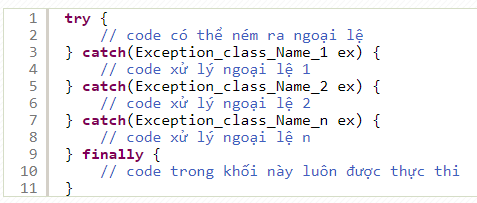 1 try {
2 // code có thể ném ra ngoại lệ
3 } catch(Exception_class_Name_1 ex) {
4 // code xử lý ngoại lệ 1
5 } catch(Exception_class_Name_2 ex) {
6 // code xử lý ngoại lệ 2
7 } catch(Exception_class_Name_n ex) {
8 // code xử lý ngoại lệ n
9 } finally {
10 // code trong khối này luôn được thực thi
11 }